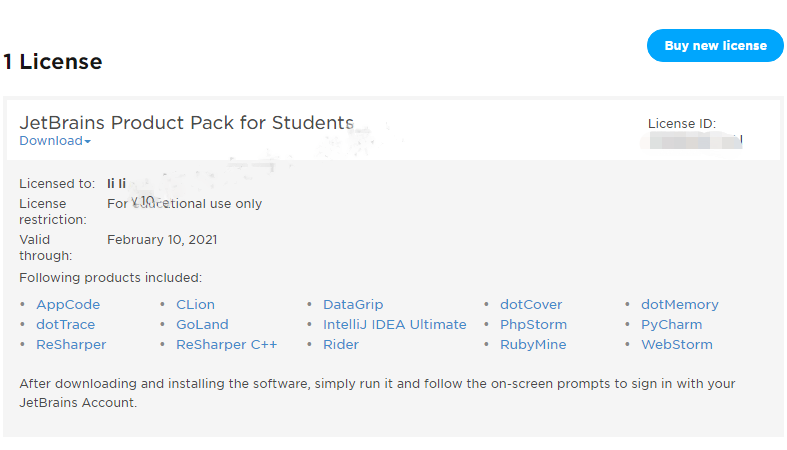 Buy new license
1 License
JetBrains Product Pack for Students
Download
License ID:
Licensed to: li li
License restriction: For educational use only
Valid through: February 10, 2021
Following products included:
• AppCode • CLion • DataGrip • dotCover • dotMemory
• dotTrace • GoLand • IntelliJ IDEA Ultimate • PhpStorm • PyCharm
• ReSharper • ReSharper C++ • Rider • RubyMine • WebStorm
After downloading and installing the software, simply run it and follow the on-screen prompts to sign in with your
JetBrains Account.